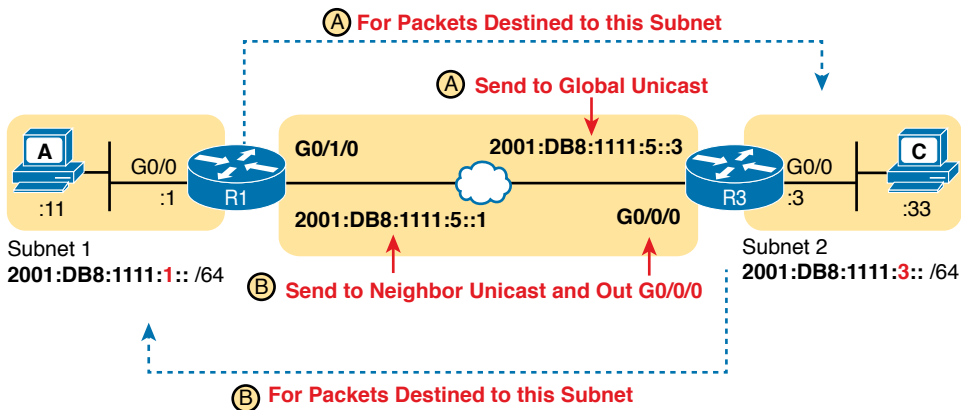 A For Packets Destined to this Subnet
A Send to Global Unicast
A
G0/0
:1
:11
R1
G0/1/0
2001:DB8:1111:5::3
2001:DB8:1111:5::1
G0/0/0
R3
G0/0
:3
C
:33
Subnet 1
2001:DB8:1111:1:: /64
Subnet 2
2001:DB8:1111:3:: /64
B Send to Neighbor Unicast and Out G0/0/0
B For Packets Destined to this Subnet